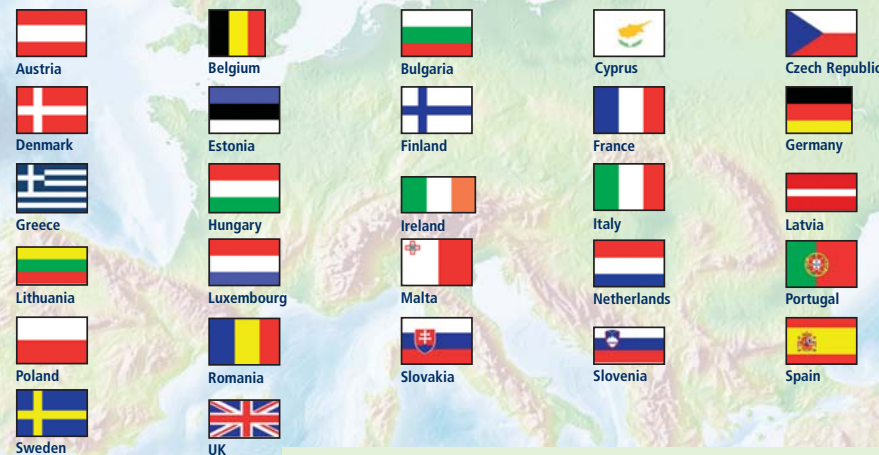 Austria
Belgium
Bulgaria
Cyprus
Czech Republic
Denmark
Estonia
Finland
France
Germany
Greece
Hungary
Ireland
Italy
Latvia
Lithuania
Luxembourg
Malta
Netherlands
Portugal
Poland
Romania
Slovakia
Slovenia
Spain
Sweden
UK